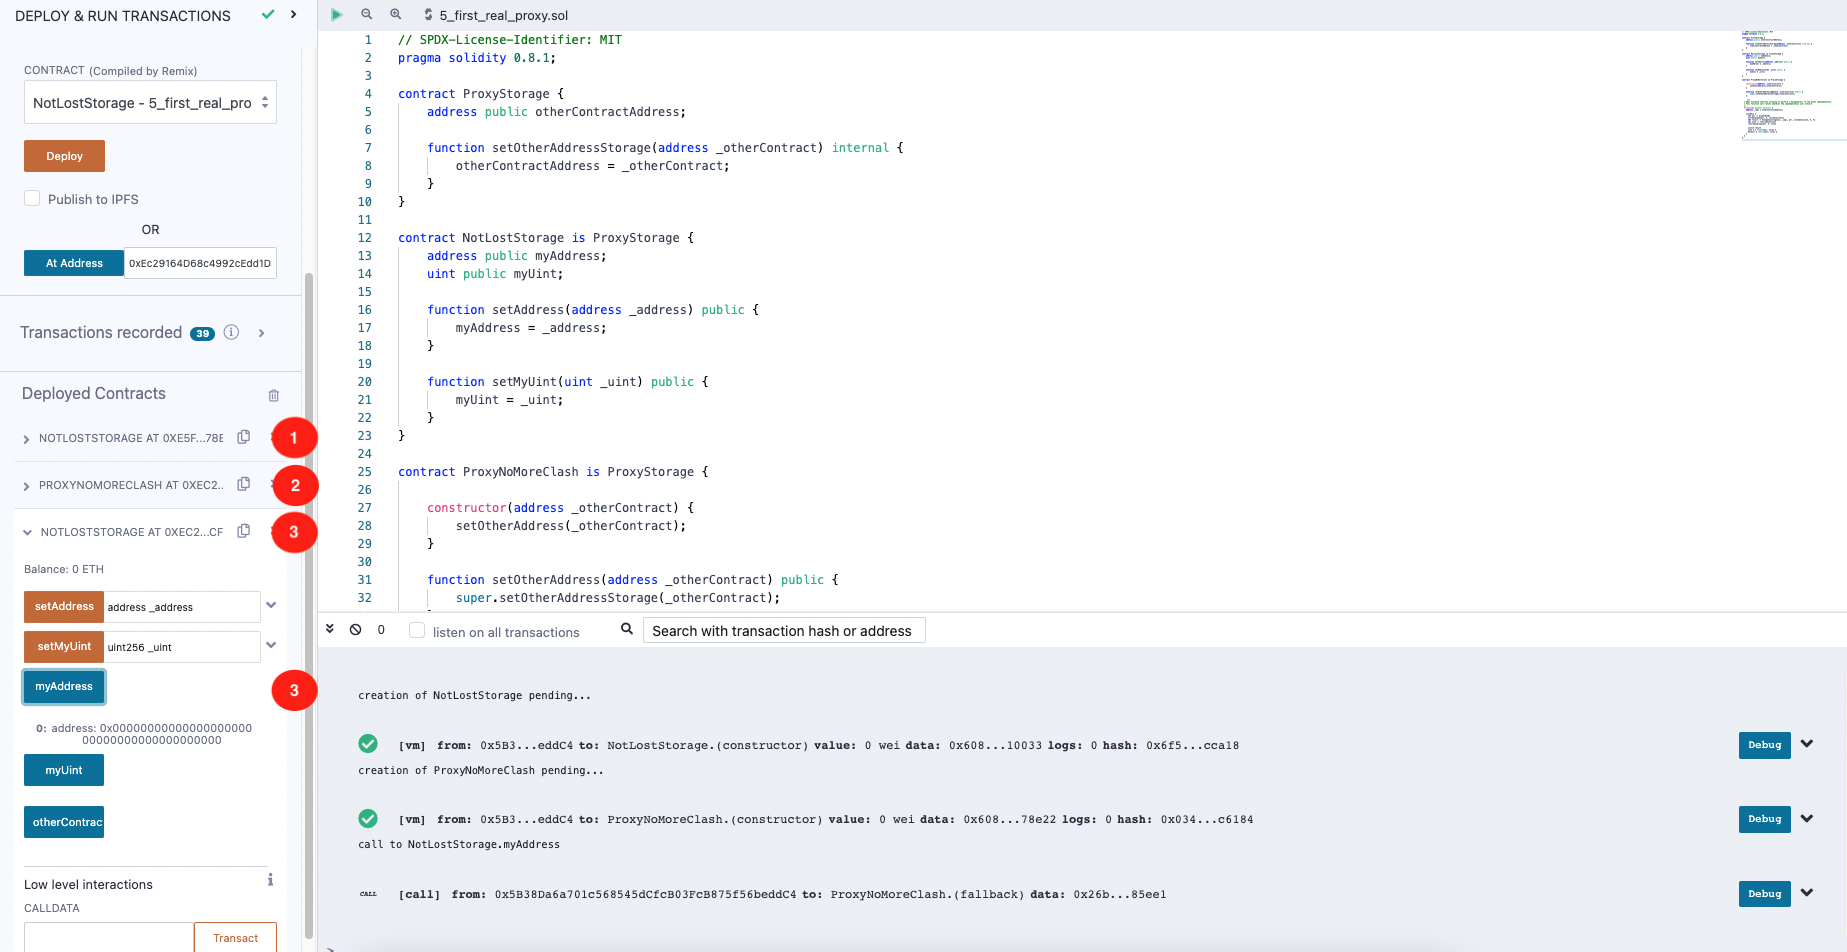 DEPLOY & RUN TRANSACTIONS
CONTRACT (Compiled by Remix)
NotLostStorage - 5_first_real_pro
Deploy
Publish to IPFS
OR
At Address
0xEc29164D68c4992cEdd1D
Transactions recorded 39
Deployed Contracts
NOTLOSTSTORAGE AT 0XE5F...78E
1
PROXYNOMORECLASH AT 0XEC2..
2
NOTLOSTSTORAGE AT 0XEC2...CF
3
Balance: 0 ETH
setAddress address _address
setMyUint uint256 _uint
myAddress
3
0: address: 0x00000000000000000000
00000000000000000000
myUint
otherContrac
Low level interactions
CALLDATA
Transact
5_first_real_proxy.sol
1 // SPDX-License-Identifier: MIT
2 pragma solidity 0.8.1;
3
4 contract ProxyStorage {
5 address public otherContractAddress;
6
7 function setOtherAddressStorage(address _otherContract) internal {
8 otherContractAddress = _otherContract;
9 }
10 }
11
12 contract NotLostStorage is ProxyStorage {
13 address public myAddress;
14 uint public myUint;
15
16 function setAddress(address _address) public {
17 myAddress = _address;
18 }
19
20 function setMyUint(uint _uint) public {
21 myUint = _uint;
22 }
23 }
24
25 contract ProxyNoMoreClash is ProxyStorage {
26
27 constructor(address _otherContract) {
28 setOtherAddress(_otherContract);
29 }
30
31 function setOtherAddress(address _otherContract) public {
32 super.setOtherAddressStorage(_otherContract);
0
listen on all transactions
Search with transaction hash or address
creation of NotLostStorage pending...
[vm] from: 0x5B3...eddC4 to: NotLostStorage.(constructor) value: 0 wei data: 0x608...10033 logs: 0 hash: 0x6f5...cca18
Debug
creation of ProxyNoMoreClash pending...
[vm] from: 0x5B3...eddC4 to: ProxyNoMoreClash.(constructor) value: 0 wei data: 0x608...78e22 logs: 0 hash: 0x034...c6184
Debug
call to NotLostStorage.myAddress
CALL [call] from: 0x5B38Da6a701c568545dCfcB03FcB875f56beddC4 to: ProxyNoMoreClash.(fallback) data: 0x26b...85ee1
Debug
>